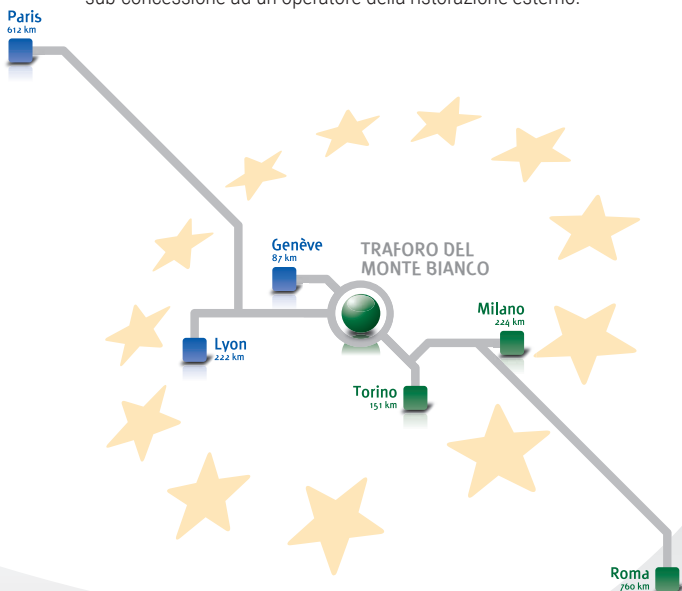 sub concessione ad un operatore della ristorazione esterno.
Paris
612 km
Genève
87 km
TRAFORO DEL
MONTE BIANCO
Milano
224 km
Lyon
222 km
Torino
151 km
Roma
760 km